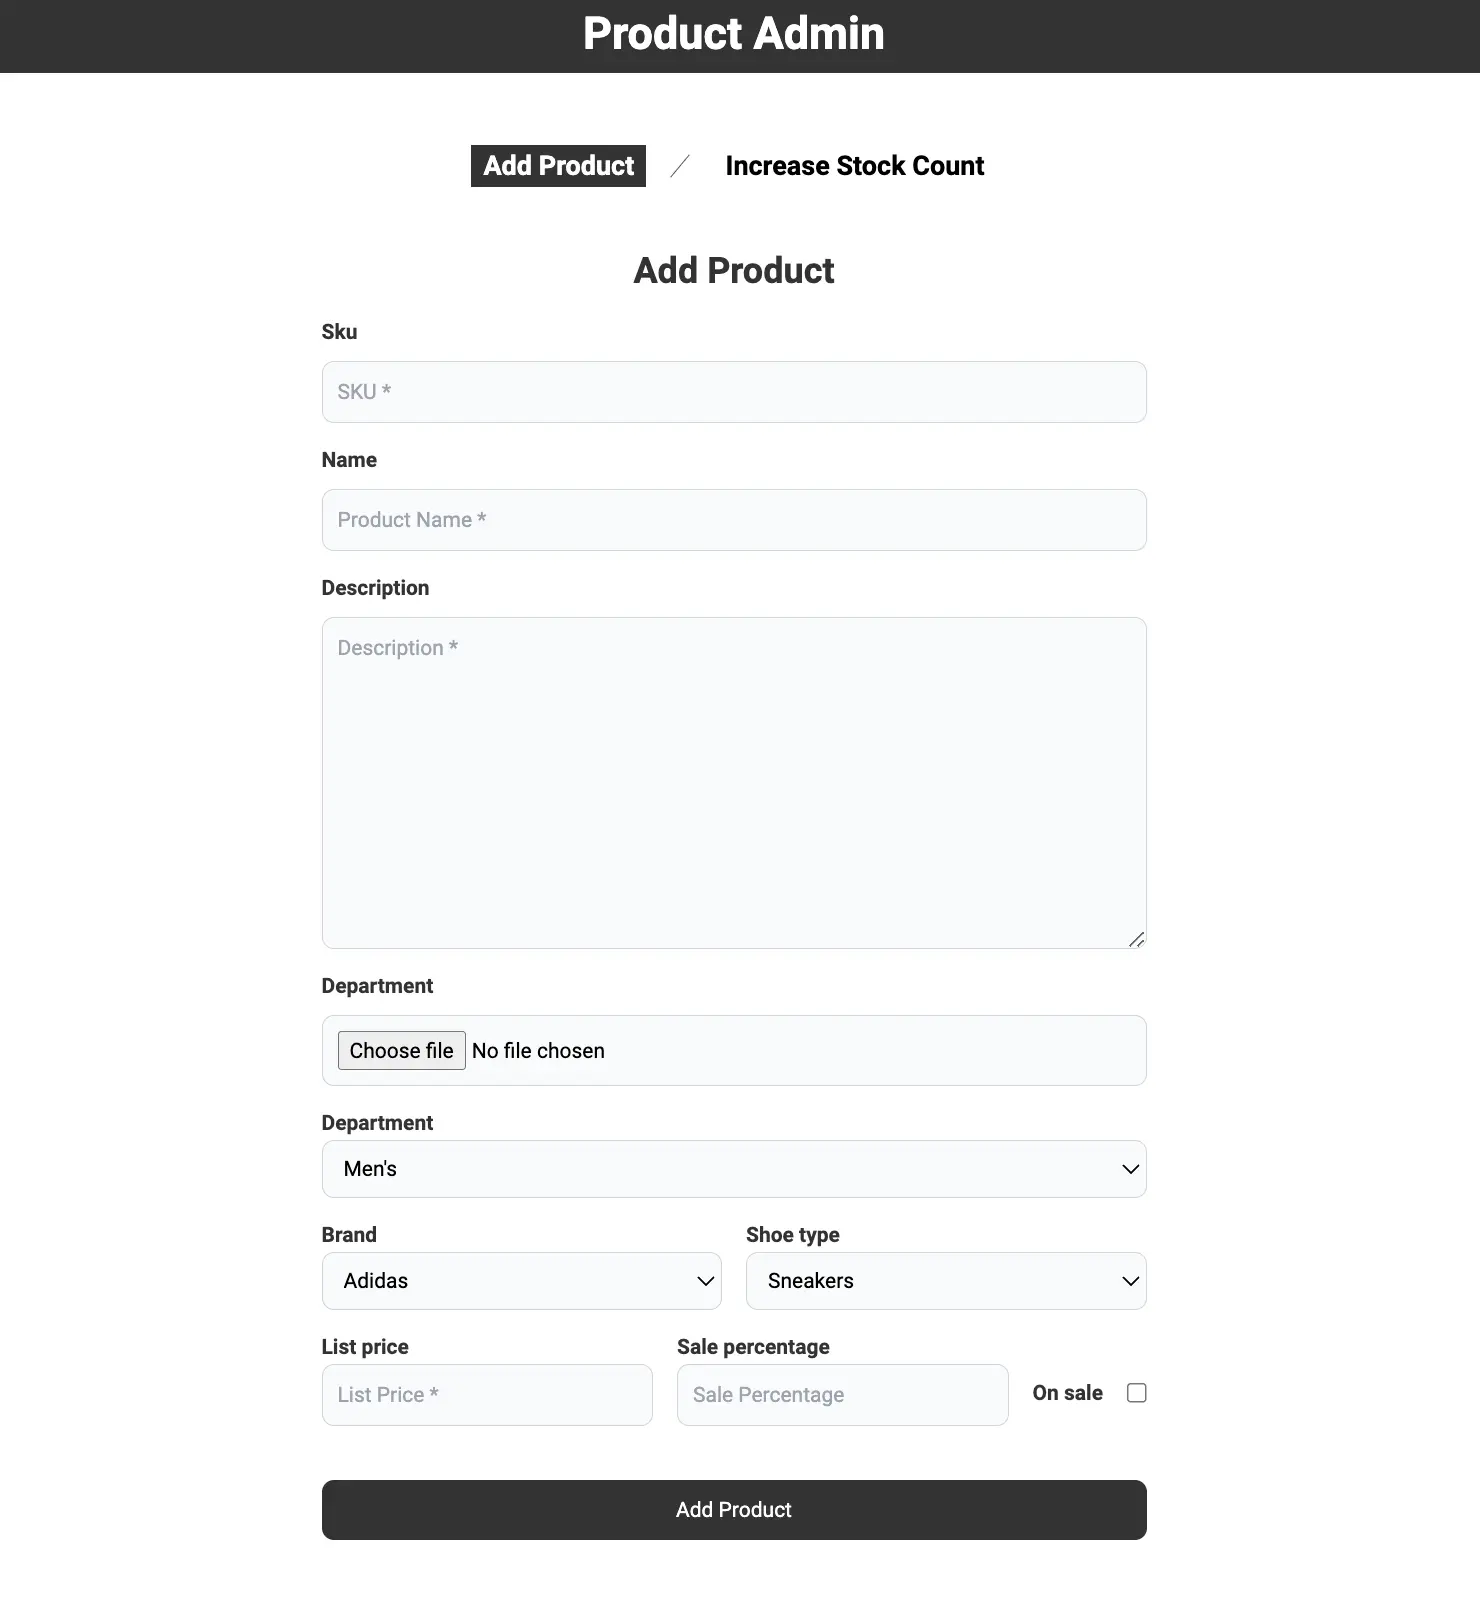 Product Admin
Add Product / Increase Stock Count
Add Product
Sku
SKU *
Name
Product Name *
Description
Description *
Department
Choose file No file chosen
Department
Men's
Brand Shoe type
Adidas Sneakers
List price Sale percentage
List Price * Sale Percentage On sale
Add Product